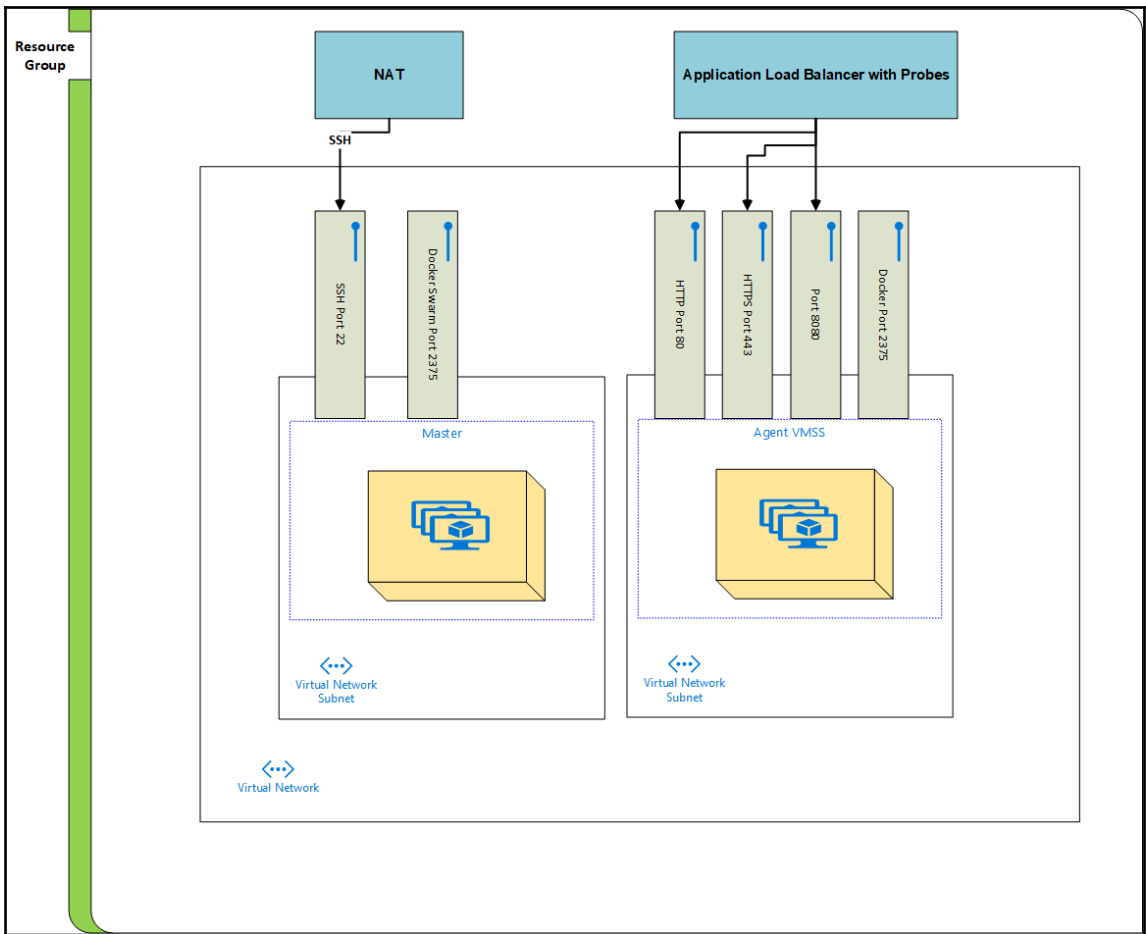 Resource
Group
NAT
Application Load Balancer with Probes
SSH
SSH Port 22
Docker Swarm Port 2375
HTTP Port 80
HTTPS Port 443
Port 8080
Docker Port 2375
Master
Agent VMSS
Virtual Network
Subnet
Virtual Network
Subnet
Virtual Network